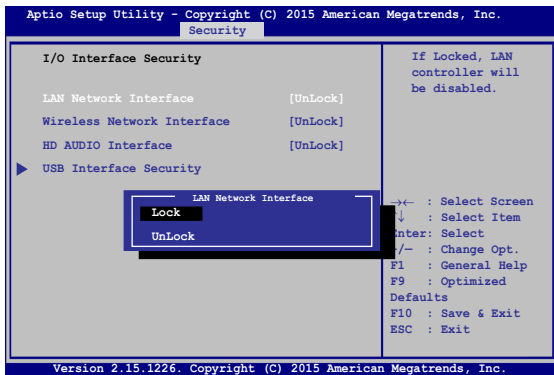 Aptio Setup Utility - Copyright (C) 2015 American Megatrends, Inc.
Security
I/O Interface Security
LAN Network Interface [UnLock]
Wireless Network Interface [UnLock]
HD AUDIO Interface [UnLock]
USB Interface Security
LAN Network Interface
Lock
UnLock
If Locked, LAN
controller will
be disabled.
→← : Select Screen
↓ : Select Item
nter: Select
/— : Change Opt.
F1 : General Help
F9 : Optimized
Defaults
F10 : Save & Exit
ESC : Exit
Version 2.15.1226. Copyright (C) 2015 American Megatrends, Inc.